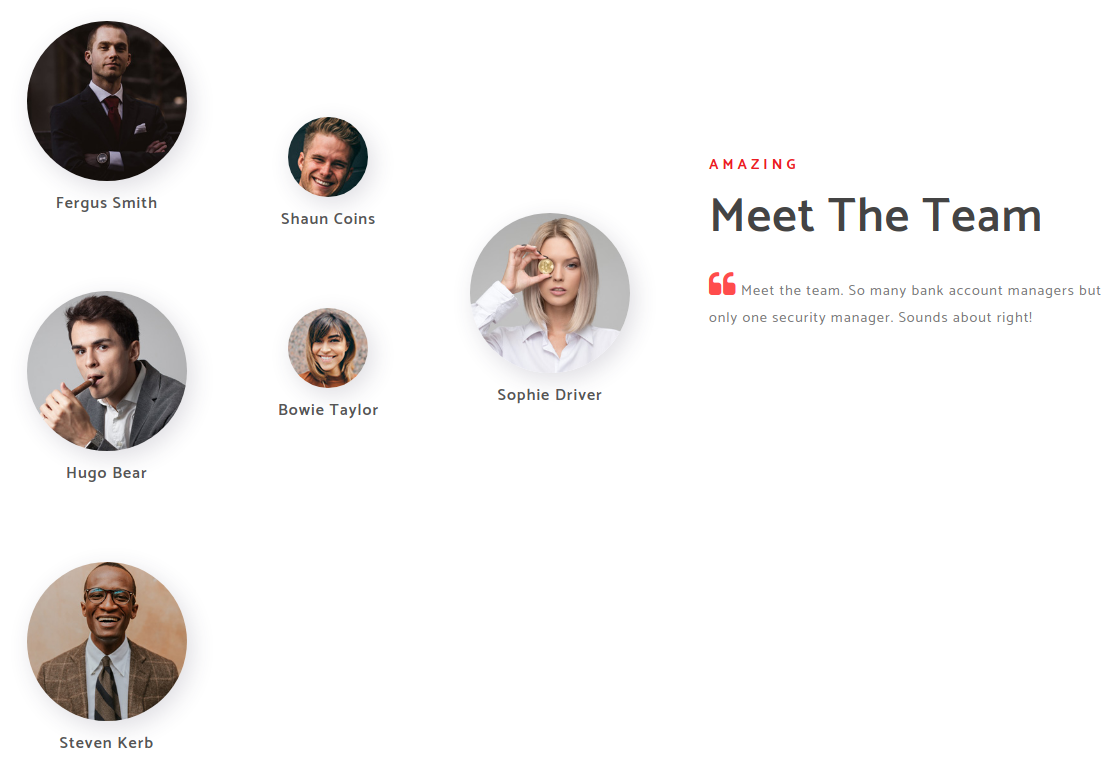 Fergus Smith
Shaun Coins
Sophie Driver
Hugo Bear
Bowie Taylor
Steven Kerb
AMAZING
Meet The Team
Meet the team. So many bank account managers but
only one security manager. Sounds about right!